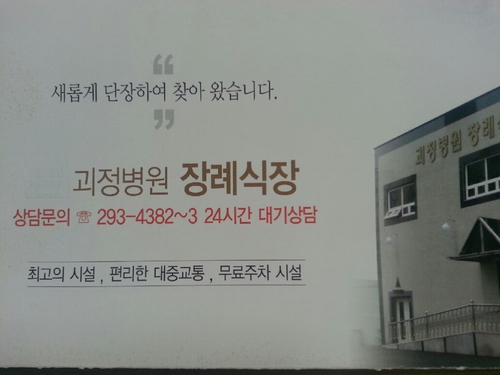 “
새롭게 단장하여 찾아 왔습니다.
”
괴정병원 장례식장
상담문의 ☏ 293-4382~3 24시간 대기상담
최고의 시설 , 편리한 대중교통 , 무료주차 시설
괴정병원 장례식